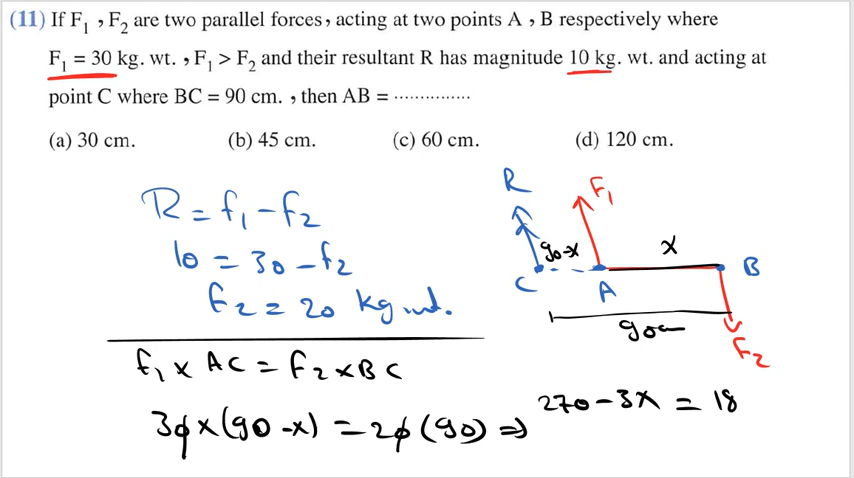 (11) If F₁ , F₂ are two parallel forces, acting at two points A , B respectively where
F₁ = 30 kg. wt. , F₁ > F₂ and their resultant R has magnitude 10 kg. wt. and acting at
point C where BC = 90 cm. , then AB = ...............
(a) 30 cm. (b) 45 cm. (c) 60 cm. (d) 120 cm.
R = f₁ - f₂
10 = 30 - f₂
f₂ = 20 kg wt.
f₁ x AC = f₂ x BC
30 x (90 - x) = 20 (90) ⇒ 270 - 3x = 18
R F₁
90-x x
C A B
90cm
F₂